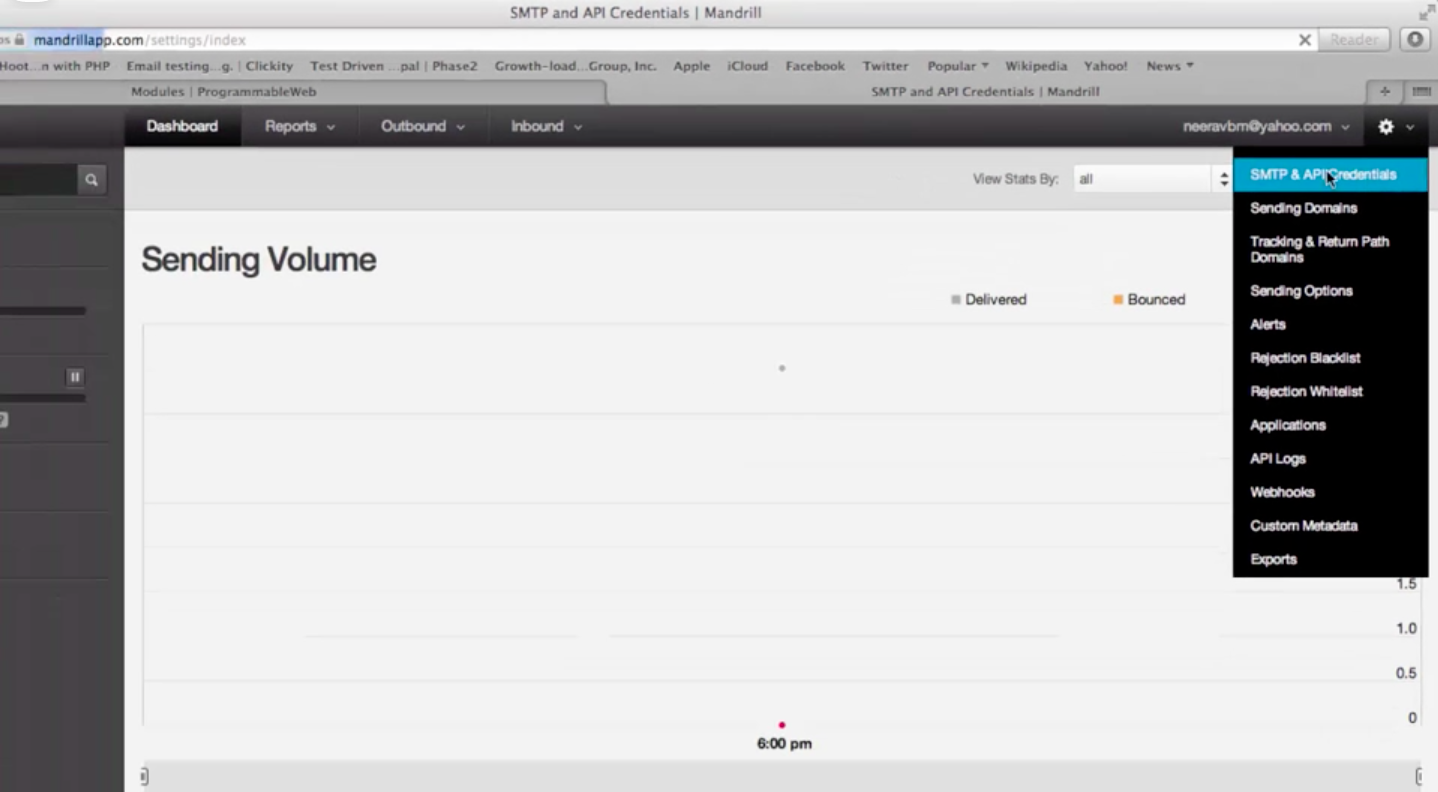 SMTP and API Credentials | Mandrill
mandrillapp.com/settings/index
Reader
Hoot...n with PHP Email testing...g. | Clickity Test Driven ...pal | Phase2 Growth-load...Group, Inc. Apple iCloud Facebook Twitter Popular Wikipedia Yahoo! News
Modules | ProgrammableWeb
SMTP and API Credentials | Mandrill
Dashboard Reports Outbound Inbound
neeravbm@yahoo.com
View Stats By: all
SMTP & API Credentials
Sending Domains
Tracking & Return Path
Domains
Sending Options
Alerts
Rejection Blacklist
Rejection Whitelist
Applications
API Logs
Webhooks
Custom Metadata
Exports
Sending Volume
Delivered Bounced
1.5
1.0
0.5
0
6:00 pm